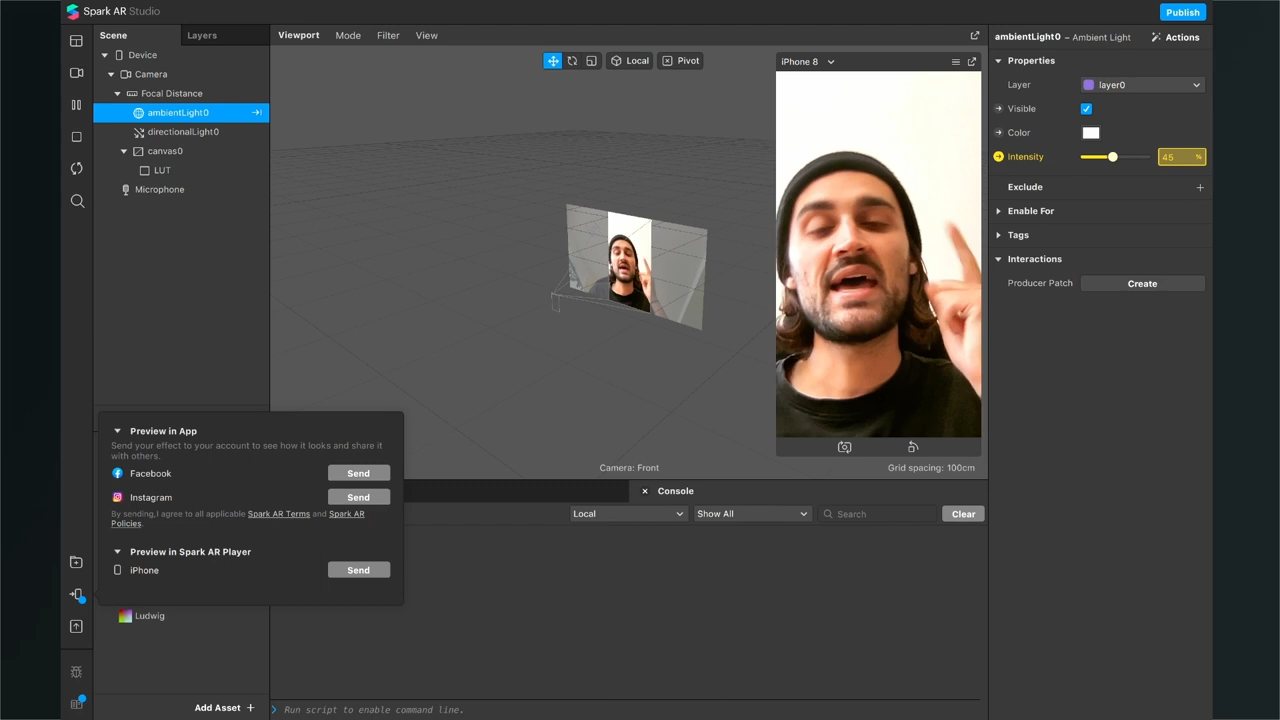 Spark AR Studio
Publish
Scene
Layers
Device
Camera
Focal Distance
ambientLight0
directionalLight0
canvas0
LUT
Microphone
Viewport
Mode
Filter
View
Local
Pivot
iPhone 8
Camera: Front
Grid spacing: 100cm
ambientLight0 – Ambient Light
Actions
Properties
Layer
layer0
Visible
Color
Intensity
45 %
Exclude
Enable For
Tags
Interactions
Producer Patch
Create
Preview in App
Send your effect to your account to see how it looks and share it
with others.
Facebook
Send
Instagram
Send
By sending,I agree to all applicable Spark AR Terms and Spark AR
Policies.
Preview in Spark AR Player
iPhone
Send
Ludwig
Add Asset +
Console
Local
Show All
Search
Clear
Run script to enable command line.